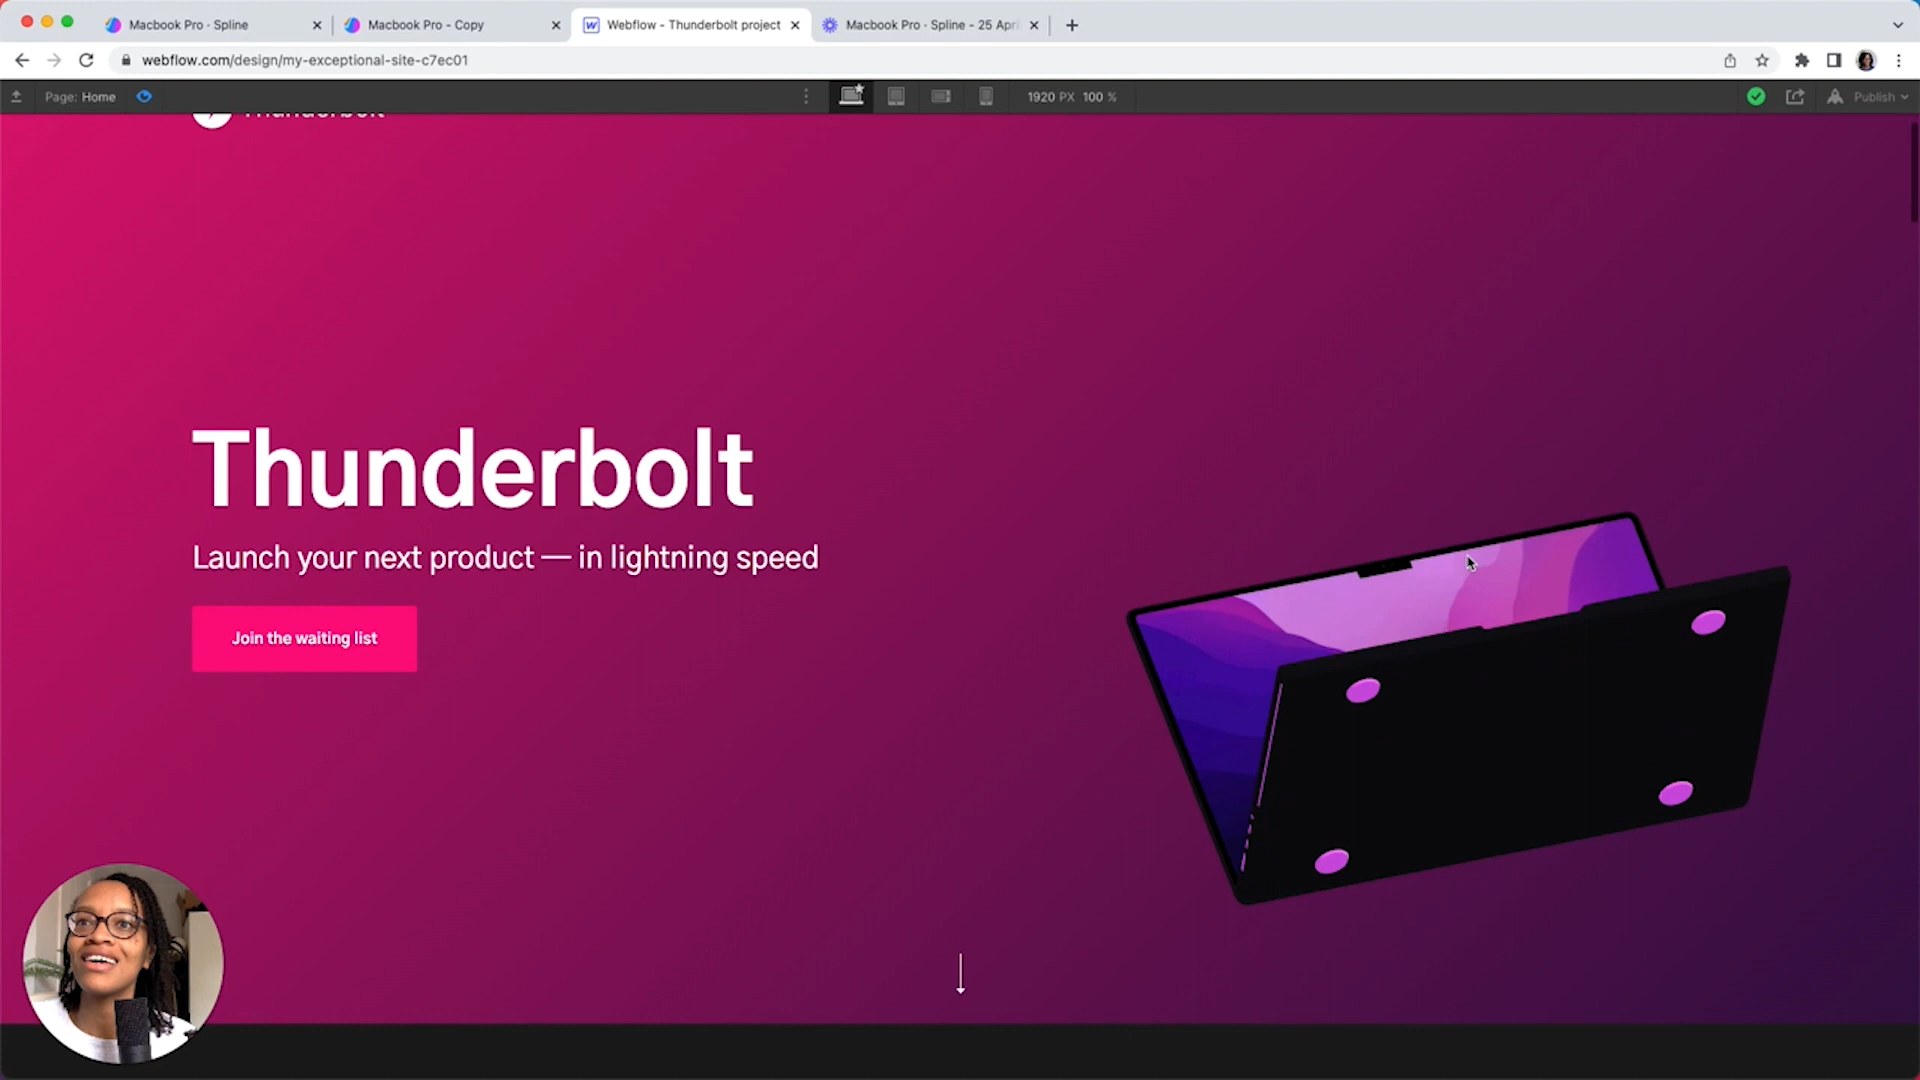 Macbook Pro - Spline
Macbook Pro - Copy
Webflow - Thunderbolt project
Macbook Pro - Spline - 25 Apri
webflow.com/design/my-exceptional-site-c7ec01
Page: Home
1920 PX 100 %
Publish
Thunderbolt
Thunderbolt
Launch your next product — in lightning speed
Join the waiting list